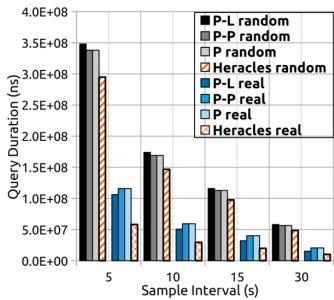 4.0E+08
3.5E+08
3.0E+08
2.5E+08
2.0E+08
1.5E+08
1.0E+08
5.0E+07
0.0E+00
Query Duration (ns)
P-L random
P-P random
P random
Heracles random
P-L real
P-P real
P real
Heracles real
5 10 15 30
Sample Interval (s)